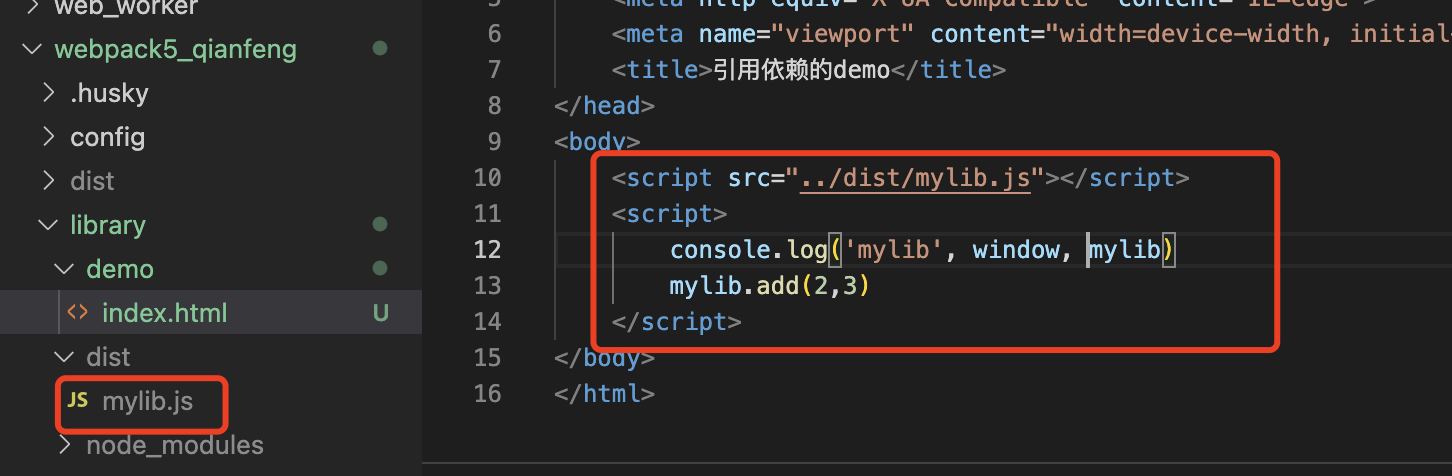 web_worker
webpack5_qianfeng
.husky
config
dist
library
demo
<> index.html U
dist
JS mylib.js
node_modules
5 <meta http-equiv="X-UA-Compatible" content="IE=edge">
6 <meta name="viewport" content="width=device-width, initial-
7 <title>引用依赖的demo</title>
8 </head>
9 <body>
10 <script src="../dist/mylib.js"></script>
11 <script>
12 console.log('mylib', window, mylib)
13 mylib.add(2,3)
14 </script>
15 </body>
16 </html>